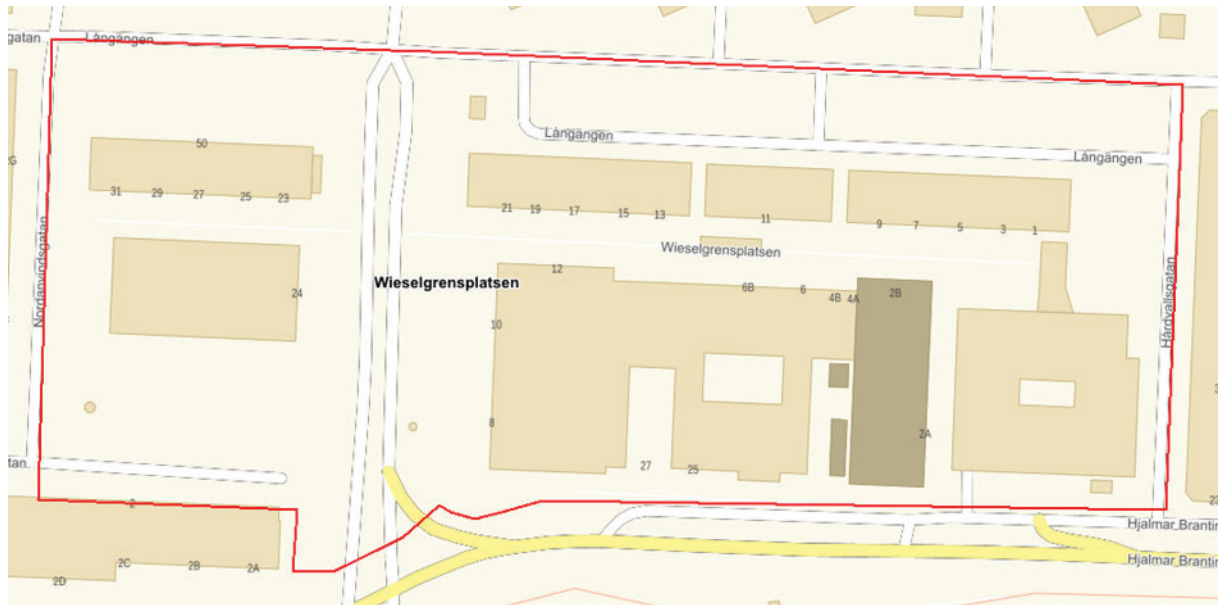 gatan
Långängen
50
31
29
27
25
23
Långängen
Långängen
21
19
17
15
13
11
9
7
5
3
1
Wieselgrensplatsen
Nordanvindsgatan
24
Wieselgrensplatsen
12
10
8
6B
6
4B
4A
2B
2A
27
25
Hårdvallsgatan
tan
2
2C
2B
2A
2D
23
Hjalmar Brantin
Hjalmar Brantin